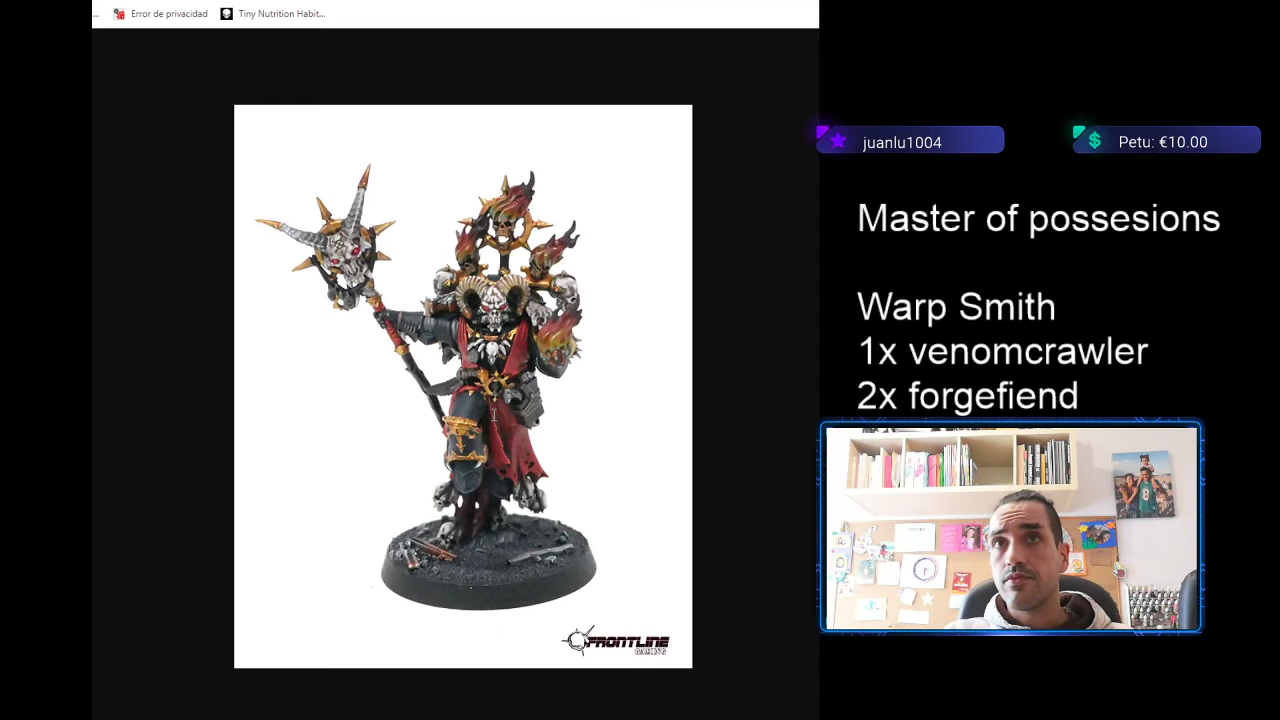 Error de privacidad
Tiny Nutrition Habit...
juanlu1004
Petu: €10.00
Master of possesions
Warp Smith
1x venomcrawler
2x forgefiend
FRONTLINE
GAMING